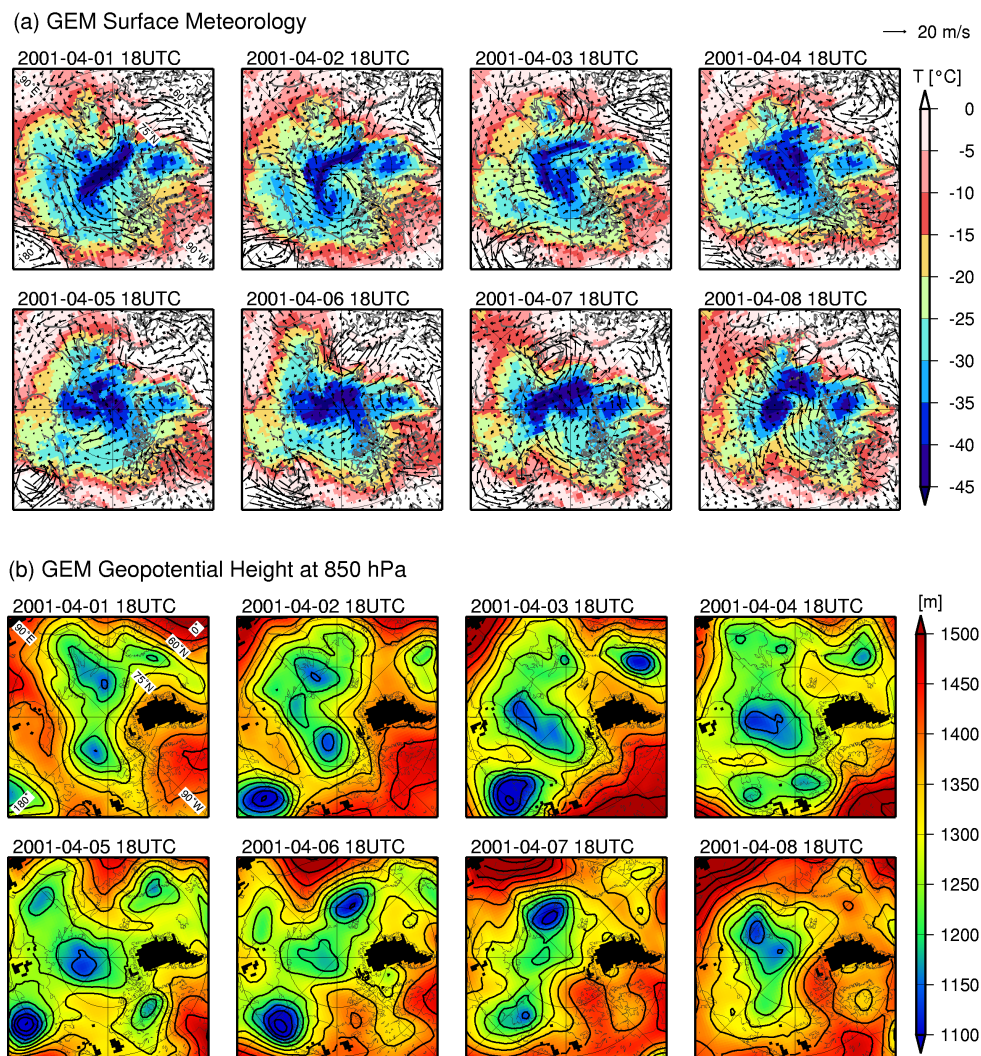 (a) GEM Surface Meteorology
20 m/s
2001-04-01 18UTC
2001-04-02 18UTC
2001-04-03 18UTC
2001-04-04 18UTC
T [°C]
90°E
0°
60°N
75°N
180°
90°W
0
-5
-10
-15
-20
-25
-30
-35
-40
-45
2001-04-05 18UTC
2001-04-06 18UTC
2001-04-07 18UTC
2001-04-08 18UTC
(b) GEM Geopotential Height at 850 hPa
2001-04-01 18UTC
2001-04-02 18UTC
2001-04-03 18UTC
2001-04-04 18UTC
[m]
90°E
0°
60°N
75°N
180°
90°W
1500
1450
1400
1350
1300
1250
1200
1150
1100
2001-04-05 18UTC
2001-04-06 18UTC
2001-04-07 18UTC
2001-04-08 18UTC